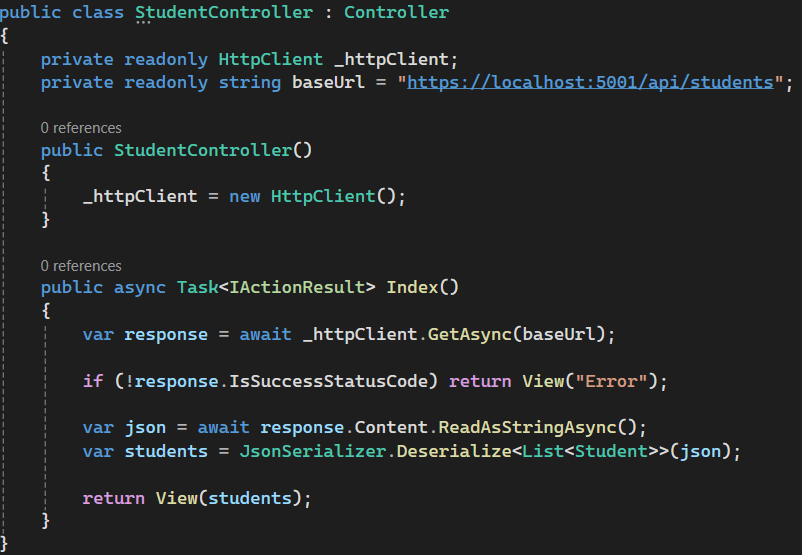 public class StudentController : Controller
{
private readonly HttpClient _httpClient;
private readonly string baseUrl = "https://localhost:5001/api/students";
0 references
public StudentController()
{
_httpClient = new HttpClient();
}
0 references
public async Task<IActionResult> Index()
{
var response = await _httpClient.GetAsync(baseUrl);
if (!response.IsSuccessStatusCode) return View("Error");
var json = await response.Content.ReadAsStringAsync();
var students = JsonSerializer.Deserialize<List<Student>>(json);
return View(students);
}
}